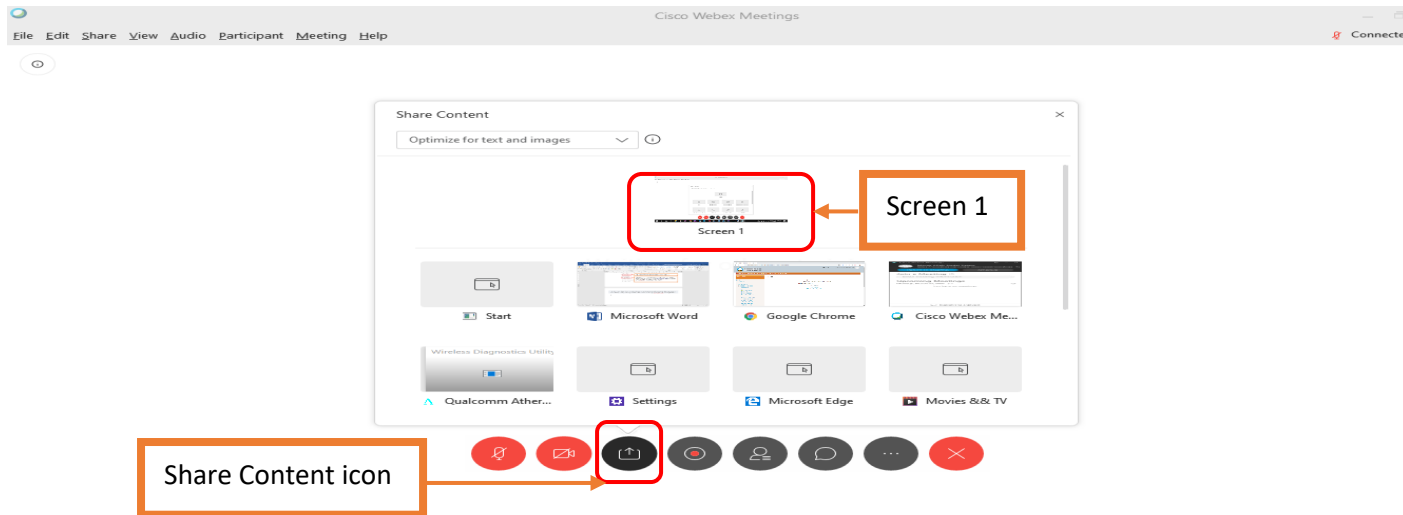 Cisco Webex Meetings
File Edit Share View Audio Participant Meeting Help
Share Content
Optimize for text and images
Screen 1
Screen 1
Start
Microsoft Word
Google Chrome
Cisco Webex Me...
Wireless Diagnostics Utility
Qualcomm Ather...
Settings
Microsoft Edge
Movies && TV
Share Content icon